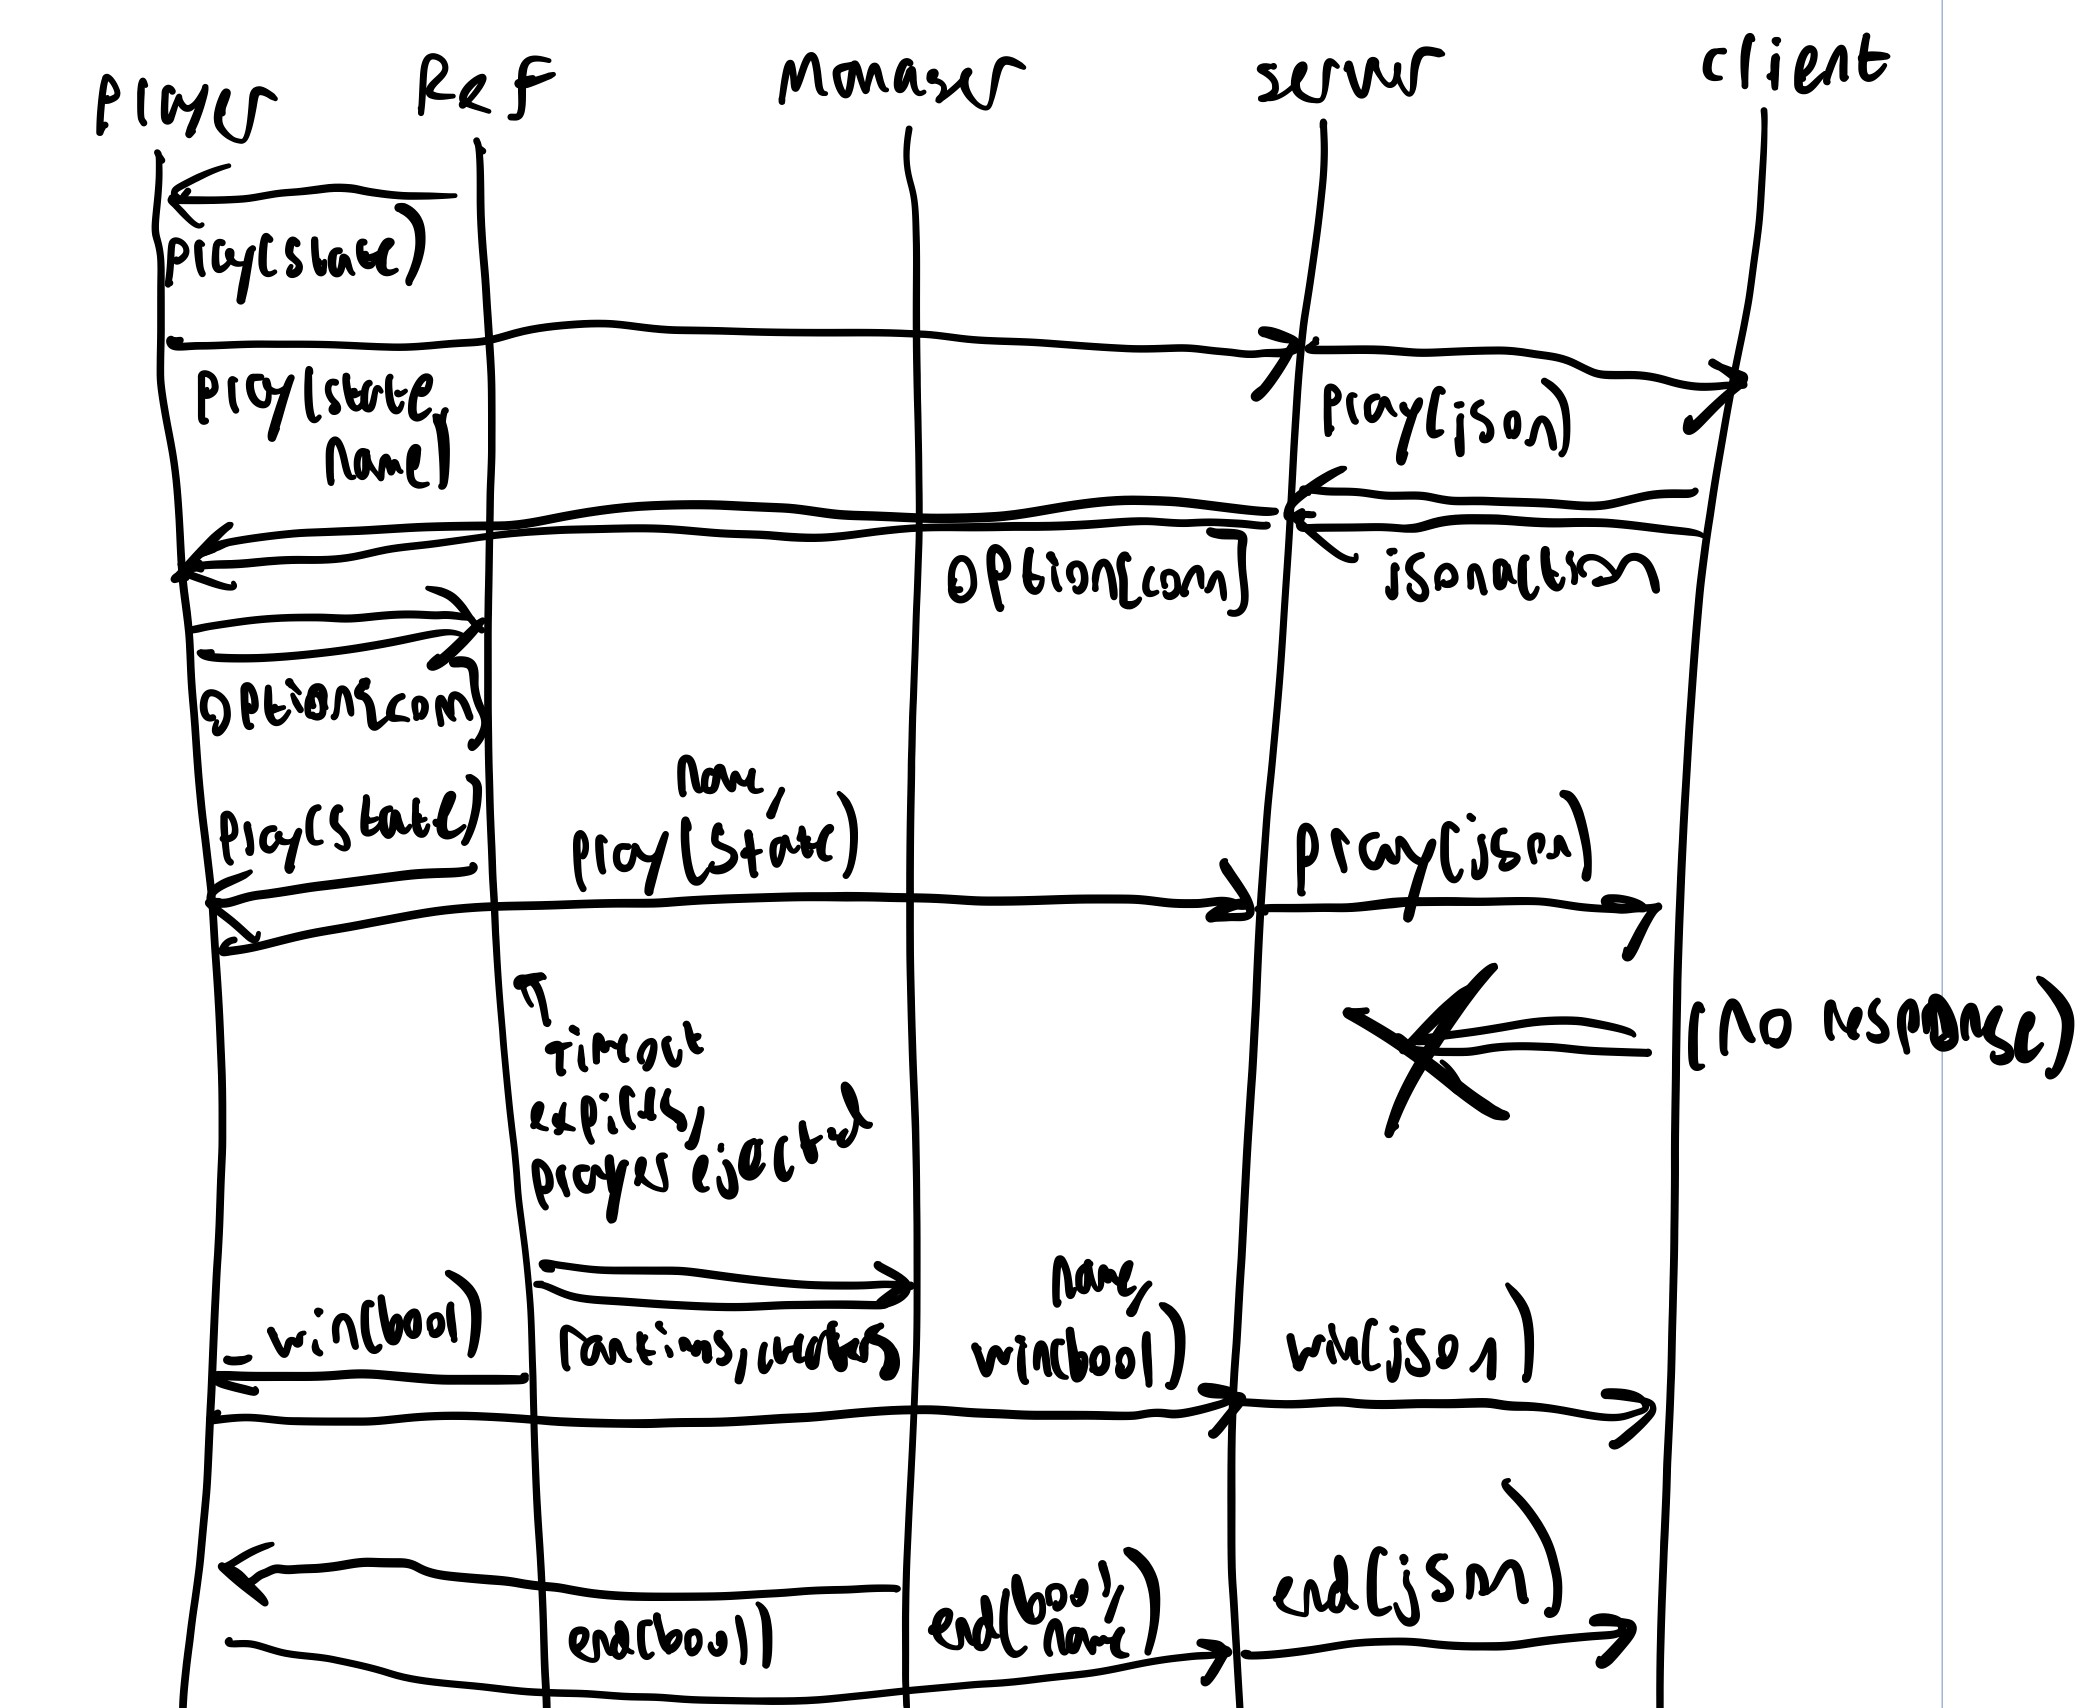 Player Ref Manager server client
play(state)
play(state,
name)
play(json)
option[con]
jsonaction
option[con]
play(state)
name,
play(state)
play(json)
(no response)
Timeout
expires,
player ejected
win(bool)
(rankings, cheaters)
name,
win(bool)
win(json)
end(bool)
end(bool,
name)
end(json)